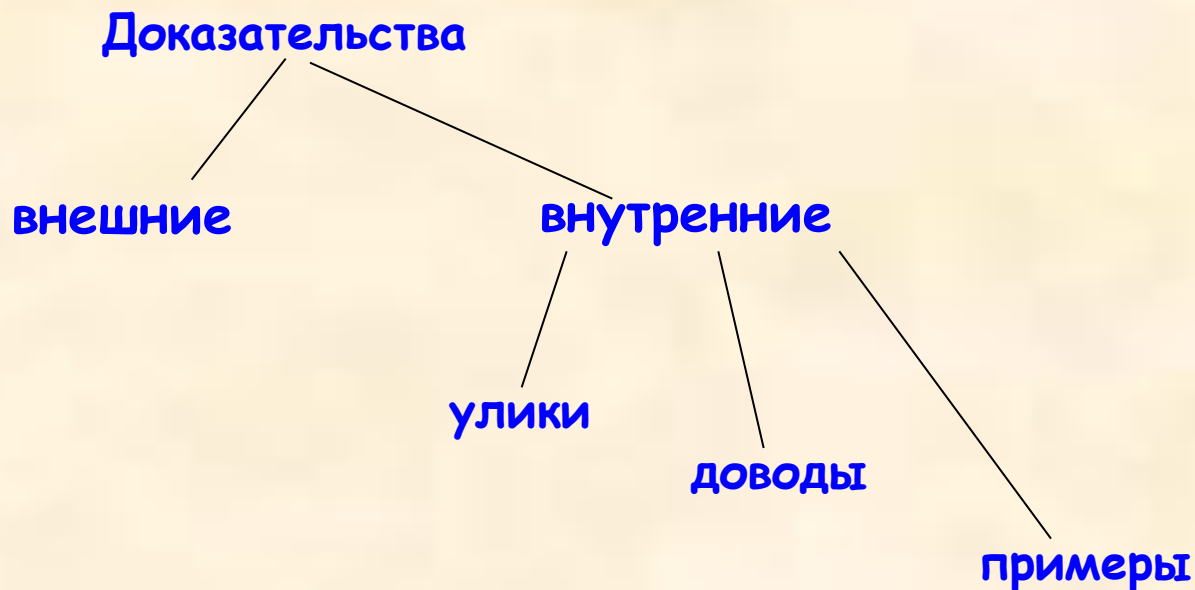 Доказательства
внешние
внутренние
улики
доводы
примеры